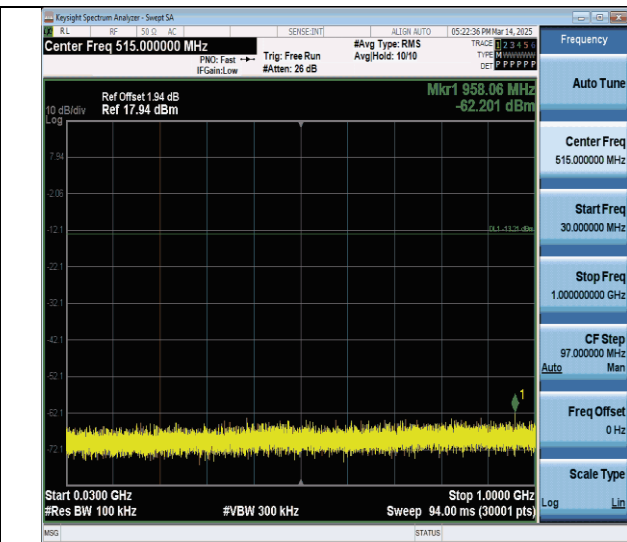 Keysight Spectrum Analyzer - Swept SA
RL RF 50 Ω AC SENSE:INT ALIGN AUTO 05:22:36 PM Mar 14, 2025
Center Freq 515.000000 MHz
PNO: Fast
IFGain:Low
Trig: Free Run
#Atten: 26 dB
#Avg Type: RMS
Avg|Hold: 10/10
TRACE 1 2 3 4 5 6
TYPE M WWWWW
DET P P P P P P
Mkr1 958.06 MHz
-62.201 dBm
Ref Offset 1.94 dB
10 dB/div Ref 17.94 dBm
Log
7.94
-2.06
-12.1
DL1 -13.21 dBm
-22.1
-32.1
-42.1
-52.1
1
-62.1
-72.1
Start 0.0300 GHz Stop 1.0000 GHz
#Res BW 100 kHz #VBW 300 kHz Sweep 94.00 ms (30001 pts)
MSG STATUS
Frequency
Auto Tune
Center Freq
515.000000 MHz
Start Freq
30.000000 MHz
Stop Freq
1.000000000 GHz
CF Step
97.000000 MHz
Auto Man
Freq Offset
0 Hz
Scale Type
Log Lin